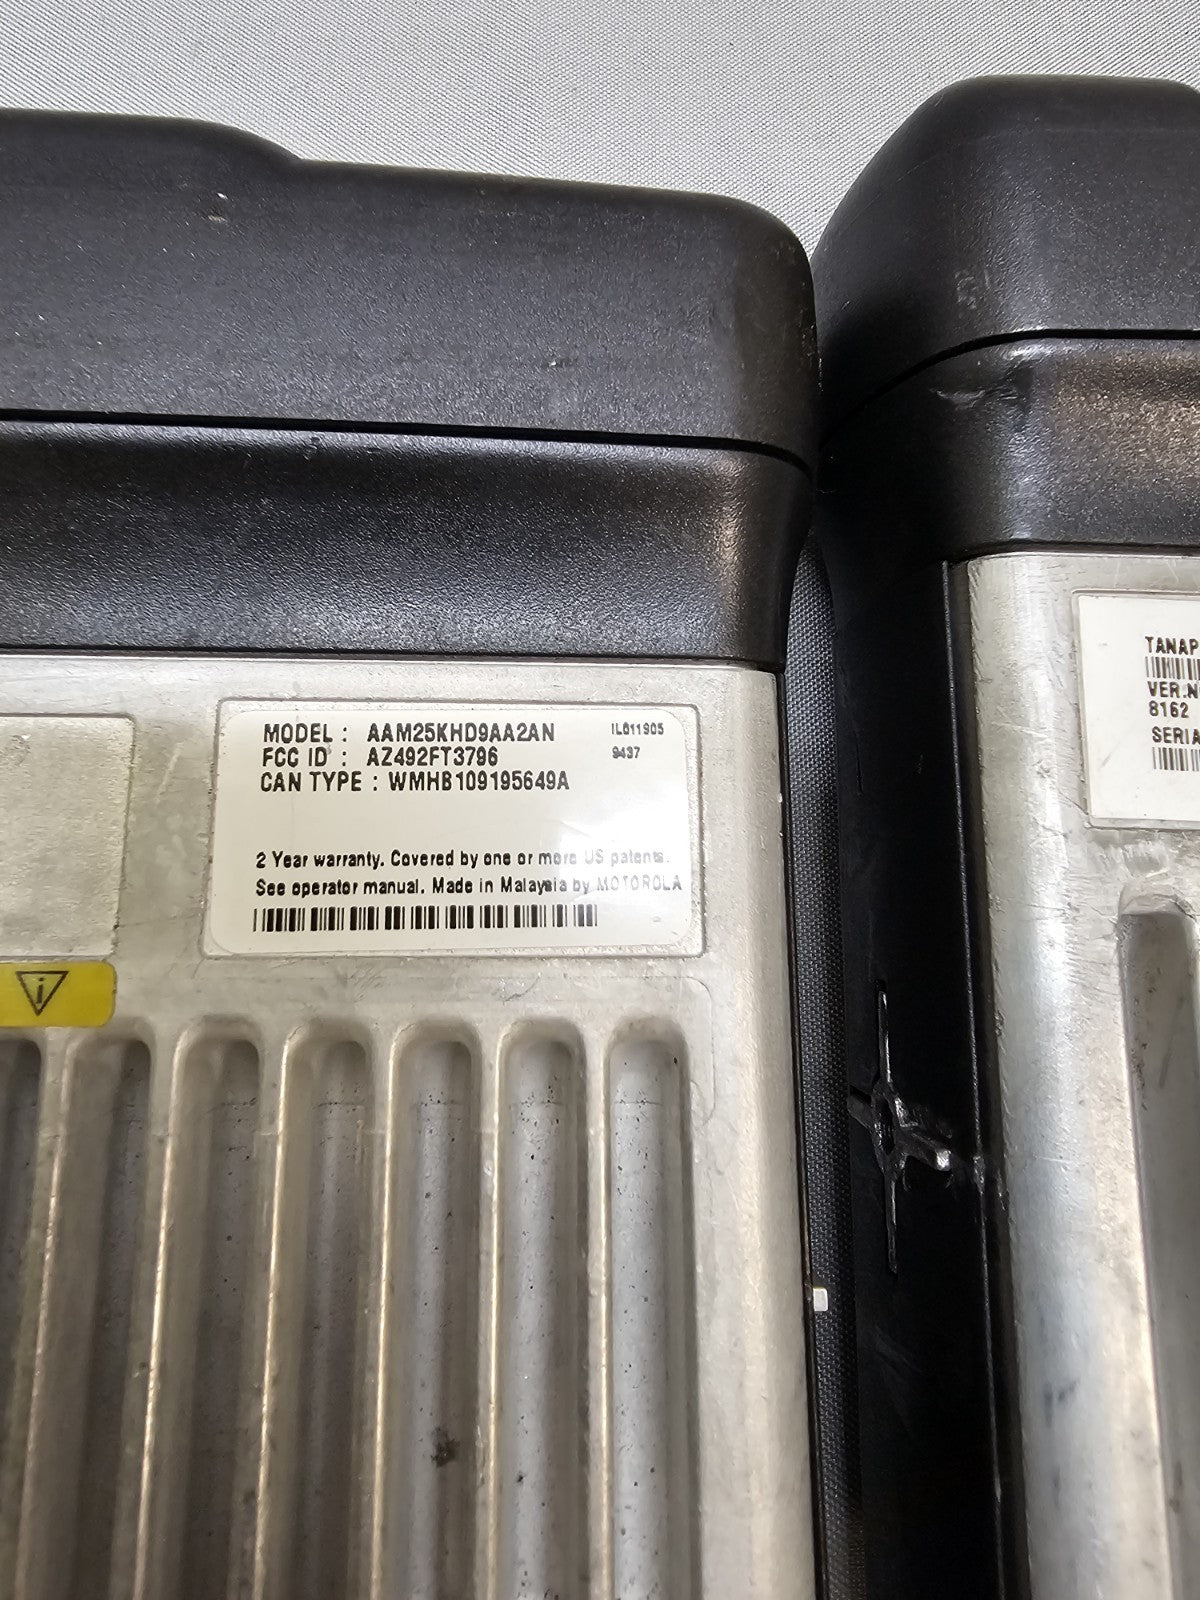 MODEL : AAM25KHD9AA2AN
IL011905
FCC ID : AZ492FT3796
9437
CAN TYPE : WMHB109195649A
2 Year warranty. Covered by one or more US patents.
See operator manual. Made in Malaysia by MOTOROLA
TANAP
VER.N
8162
SERIA